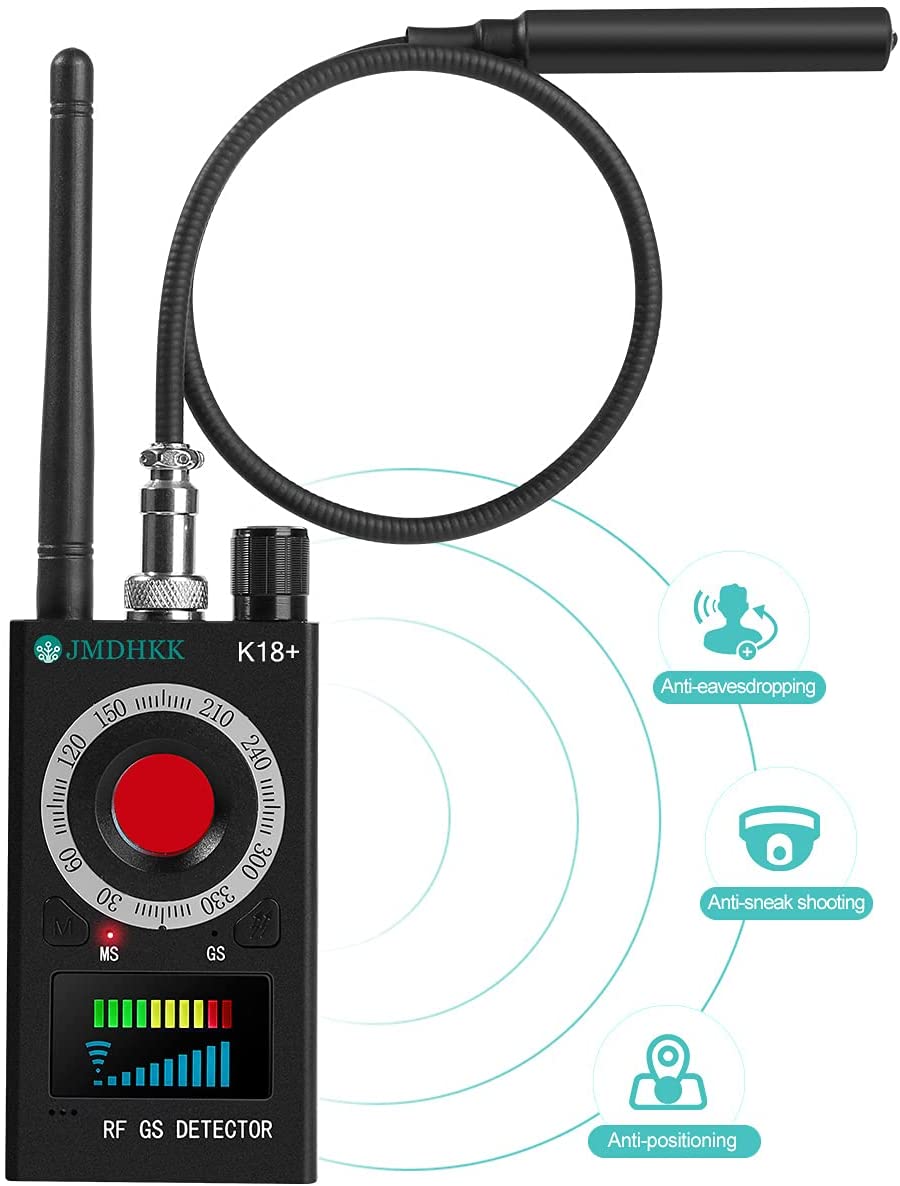 JMDHKK
K18+
30
60
120
150
210
240
300
330
M
MS
GS
RF GS DETECTOR
Anti-eavesdropping
Anti-sneak shooting
Anti-positioning